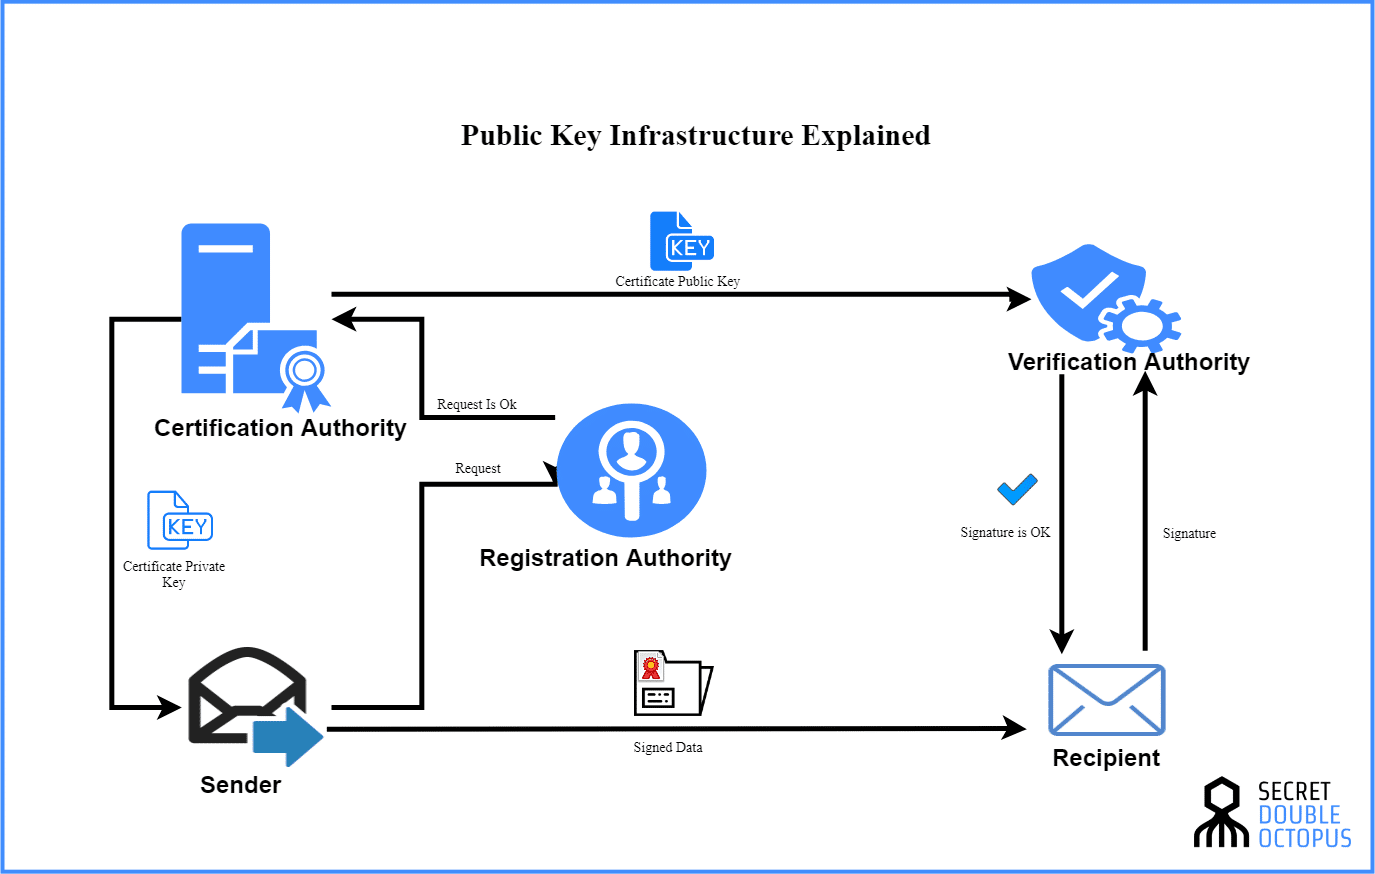 Public Key Infrastructure Explained
KEY
Certificate Public Key
Verification Authority
Request Is Ok
Certification Authority
Request
KEY
Certificate Private
Key
Registration Authority
Signature is OK
Signature
Signed Data
Sender
Recipient
SECRET
DOUBLE
OCTOPUS